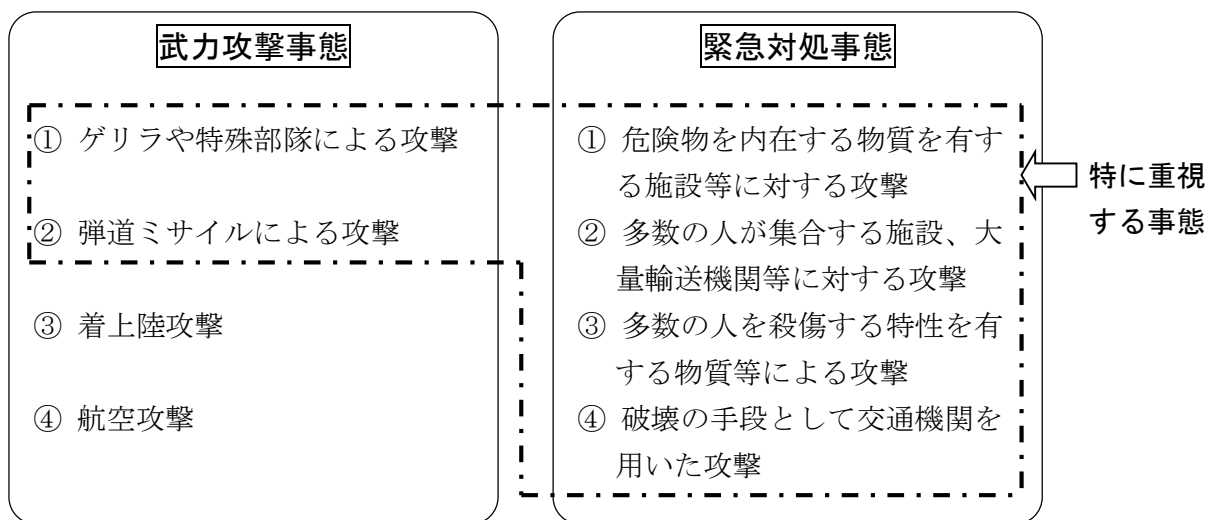 武力攻撃事態
① ゲリラや特殊部隊による攻撃
② 弾道ミサイルによる攻撃
③ 着上陸攻撃
④ 航空攻撃
緊急対処事態
① 危険物を内在する物質を有す
る施設等に対する攻撃
② 多数の人が集合する施設、大
量輸送機関等に対する攻撃
③ 多数の人を殺傷する特性を有
する物質等による攻撃
④ 破壊の手段として交通機関を
用いた攻撃
特に重視
する事態